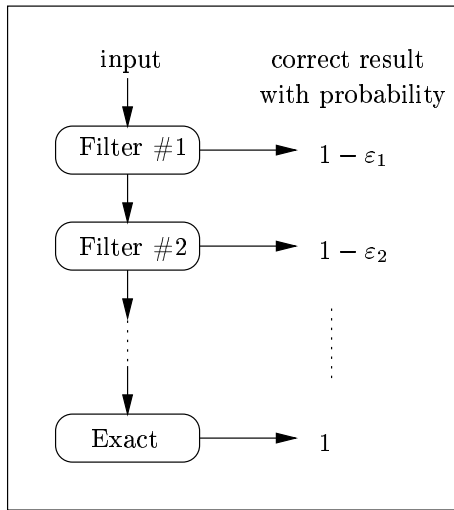 input
correct result
with probability
Filter #1
1 − ε₁
Filter #2
1 − ε₂
Exact
1